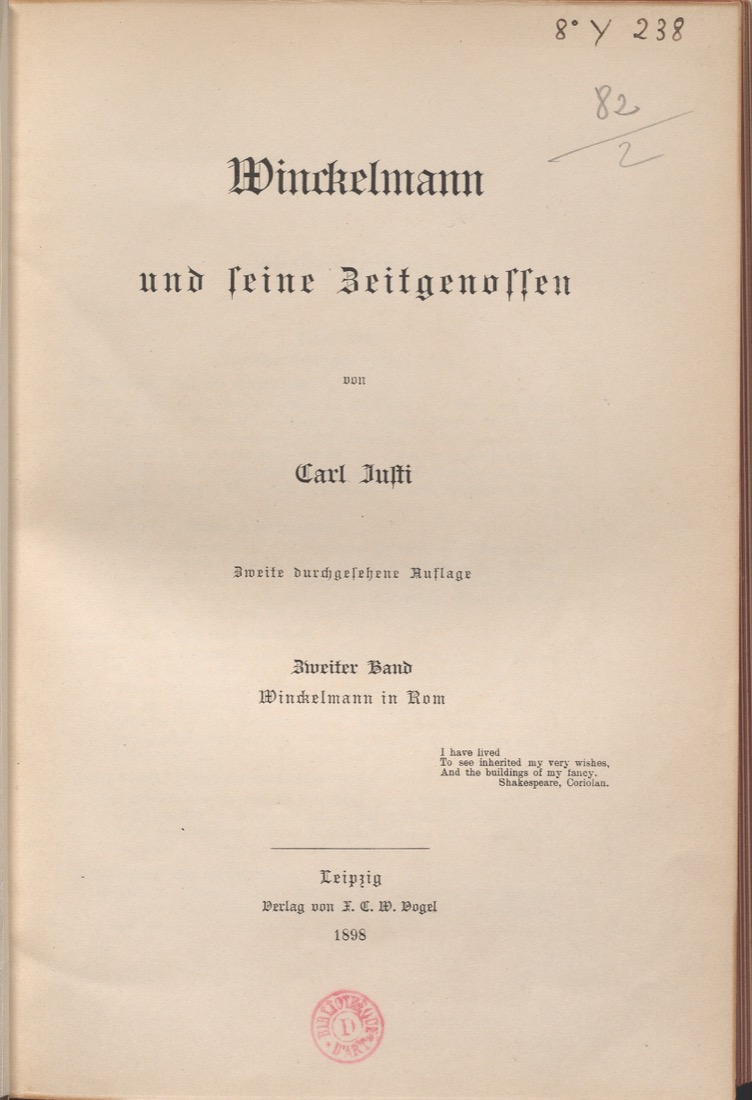 8° Y 238
82
2
Winckelmann
und ſeine Zeitgenoſſen
von
Carl Juſti
Zweite durchgeſehene Auflage
Zweiter Band
Winckelmann in Rom
I have lived
To see inherited my very wishes,
And the buildings of my fancy.
Shakespeare, Coriolan.
Leipzig
Verlag von F. C. W. Vogel
1898
BIBLIOTHÈQUE
D
D'ART